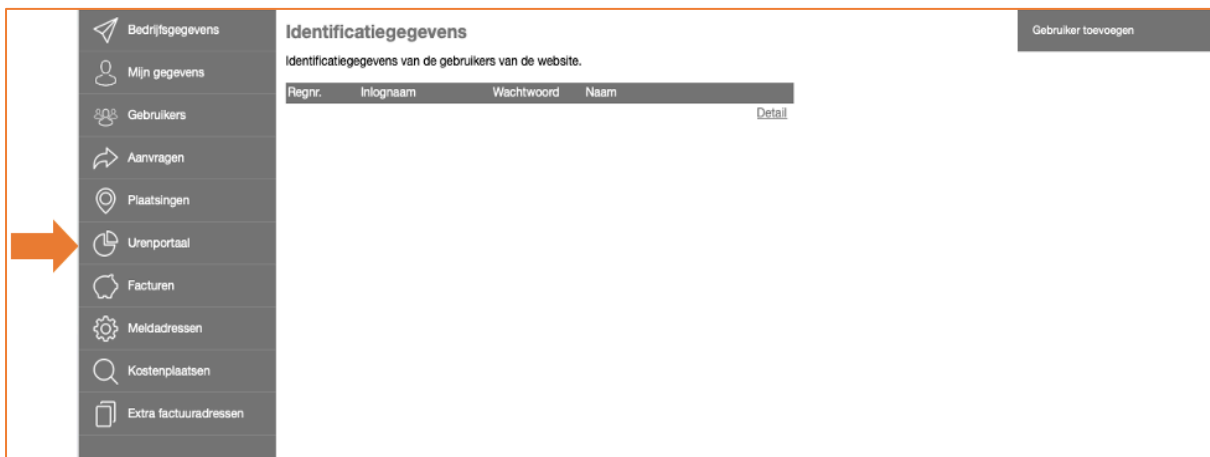 Bedrijfsgegevens
Mijn gegevens
Gebruikers
Aanvragen
Plaatsingen
Urenportaal
Facturen
Meldadressen
Kostenplaatsen
Extra factuuradressen
Identificatiegegevens
Identificatiegegevens van de gebruikers van de website.
Regnr. Inlognaam Wachtwoord Naam
Detail
Gebruiker toevoegen